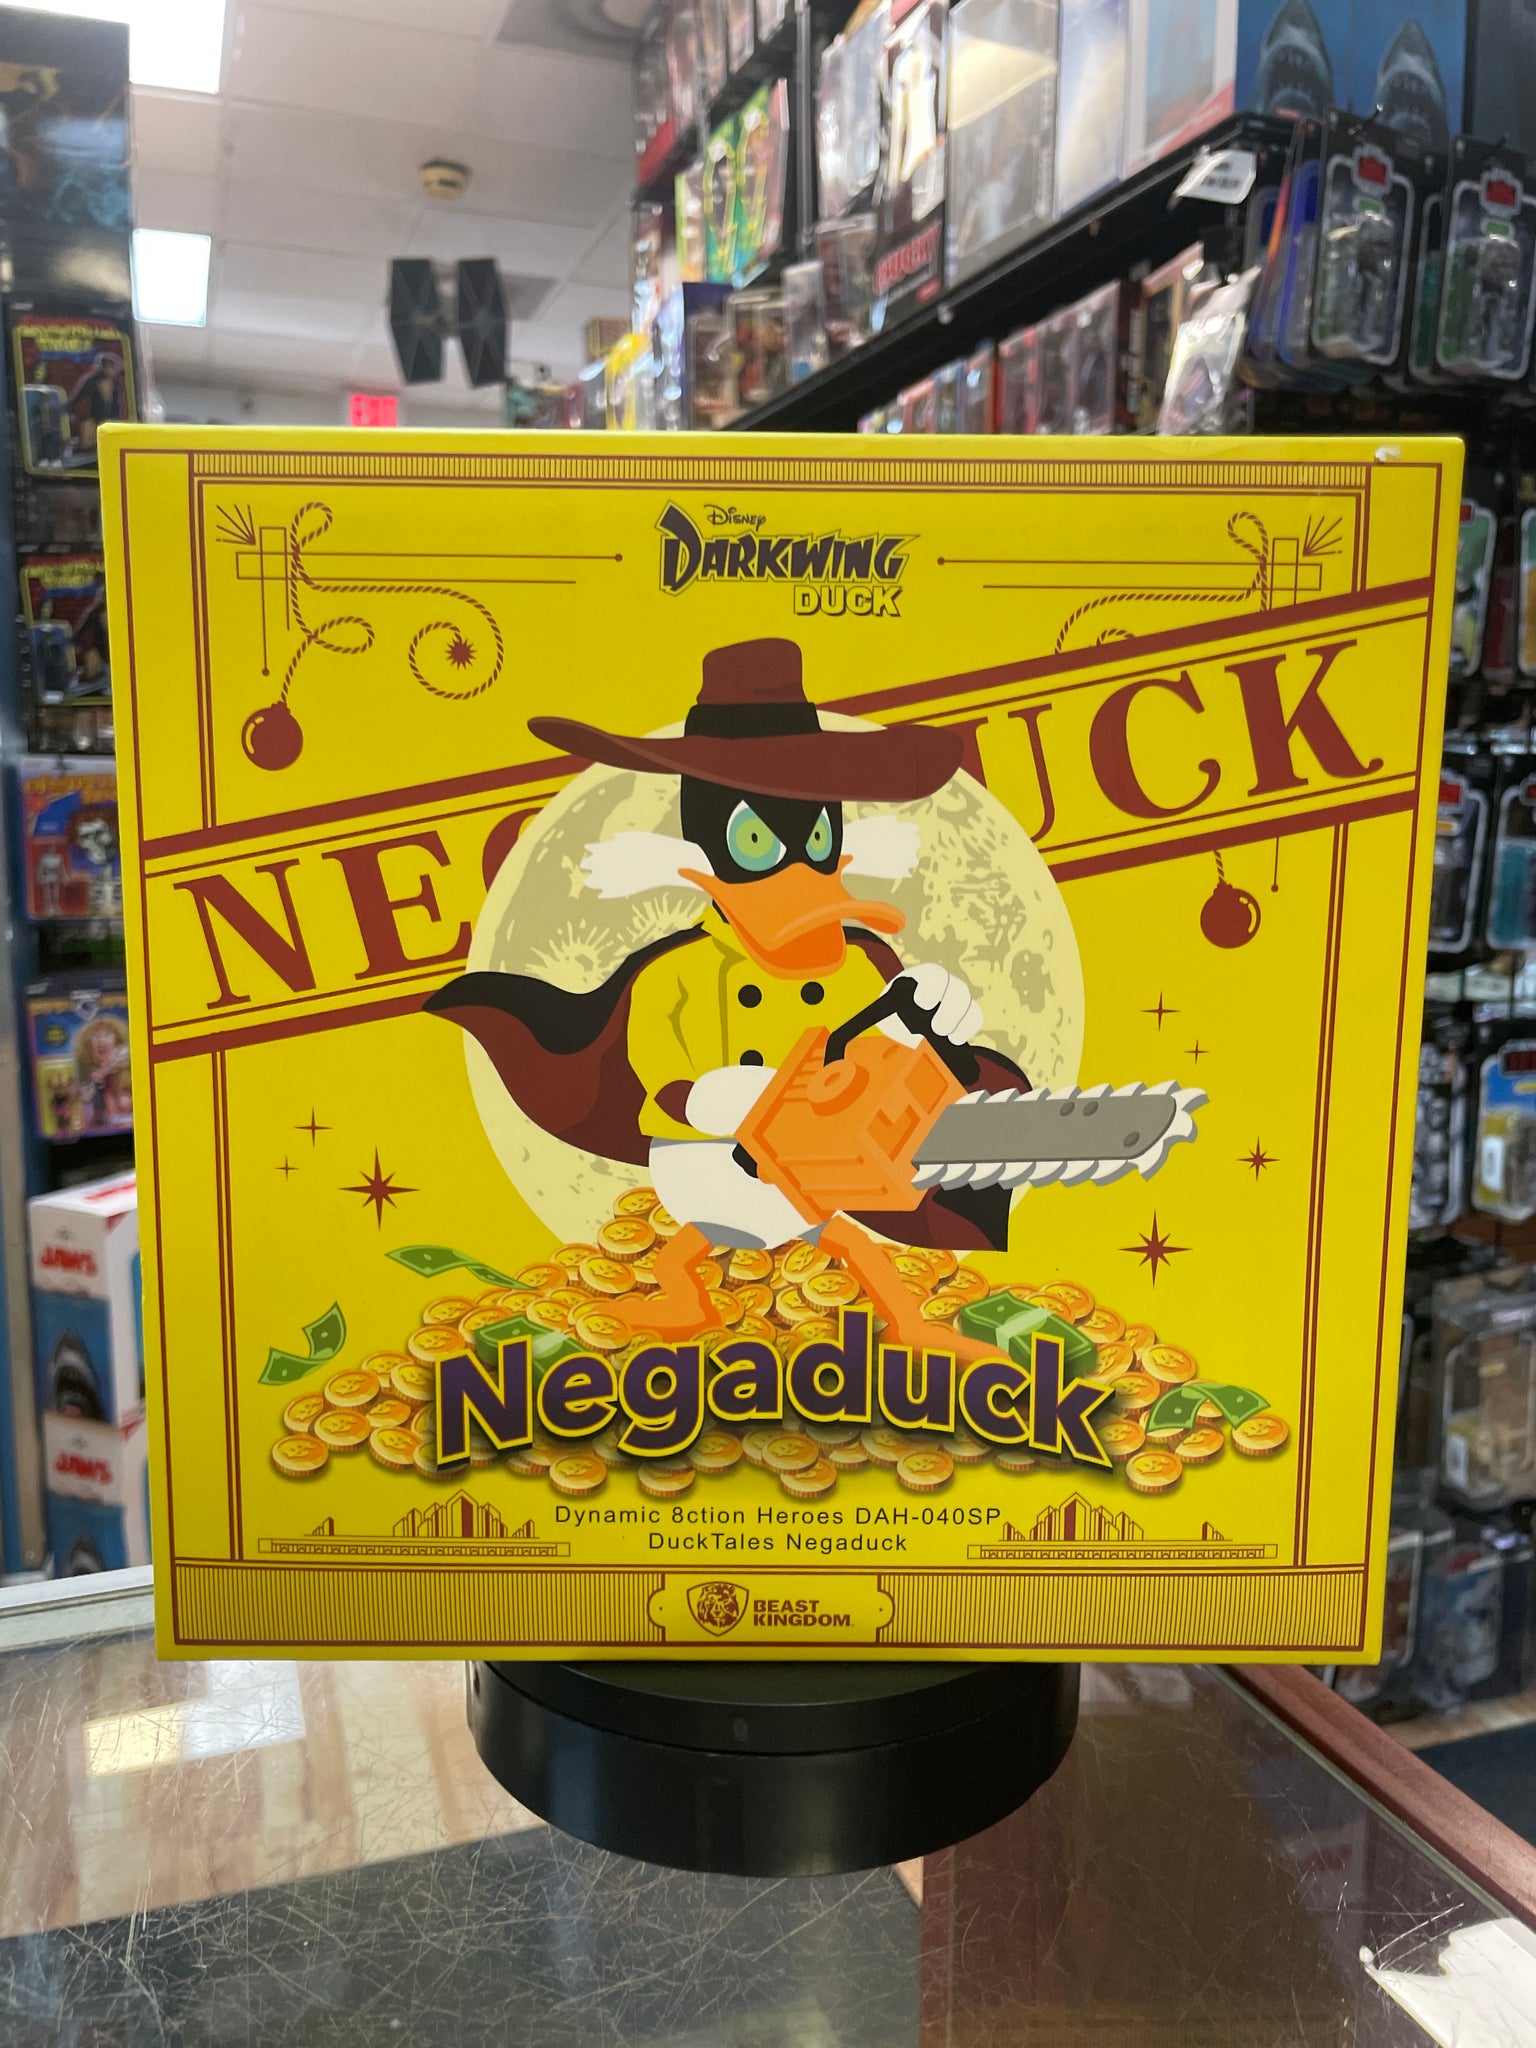 EXIT
Disney
DARKWING
DUCK
NEG UCK
Negaduck
Dynamic 8ction Heroes DAH-040SP
DuckTales Negaduck
BEAST
KINGDOM
JAWS
JAWS